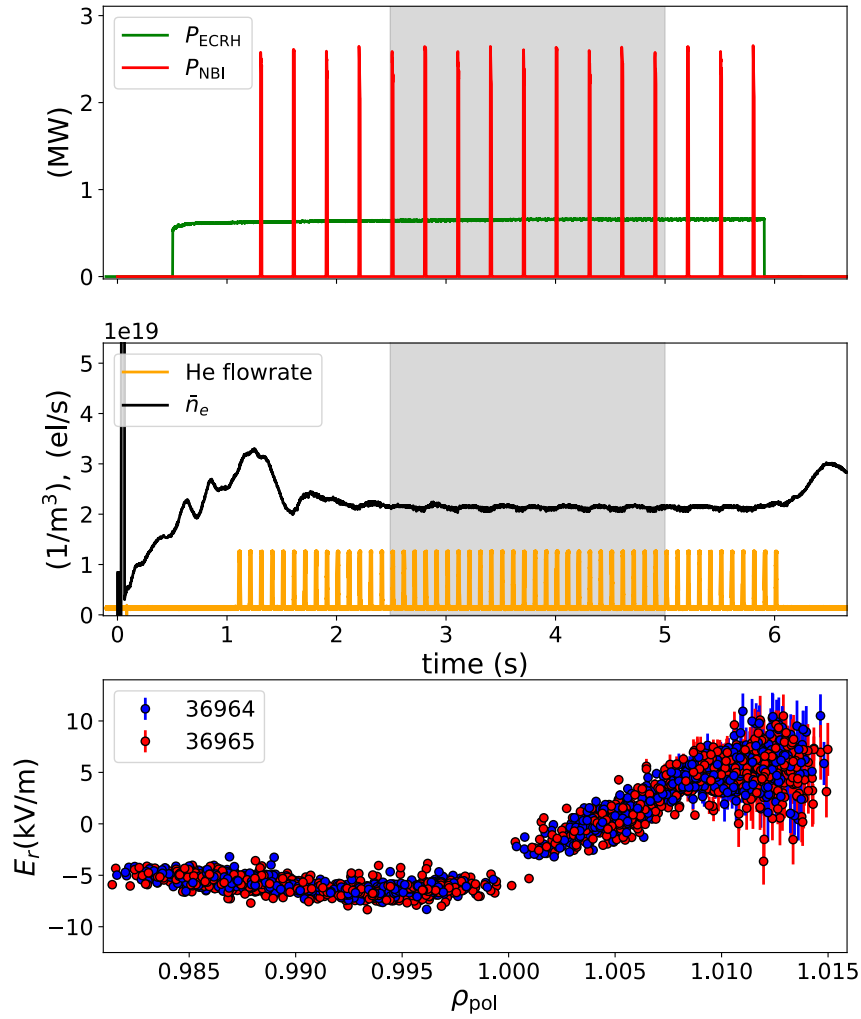 3
2
1
0
(MW)
P_ECRH
P_NBI
1e19
5
4
3
2
1
0
(1/m³), (el/s)
He flowrate
n̄_e
0 1 2 3 4 5 6
time (s)
10
5
0
−5
−10
E_r(kV/m)
36964
36965
0.985 0.990 0.995 1.000 1.005 1.010 1.015
ρ_pol